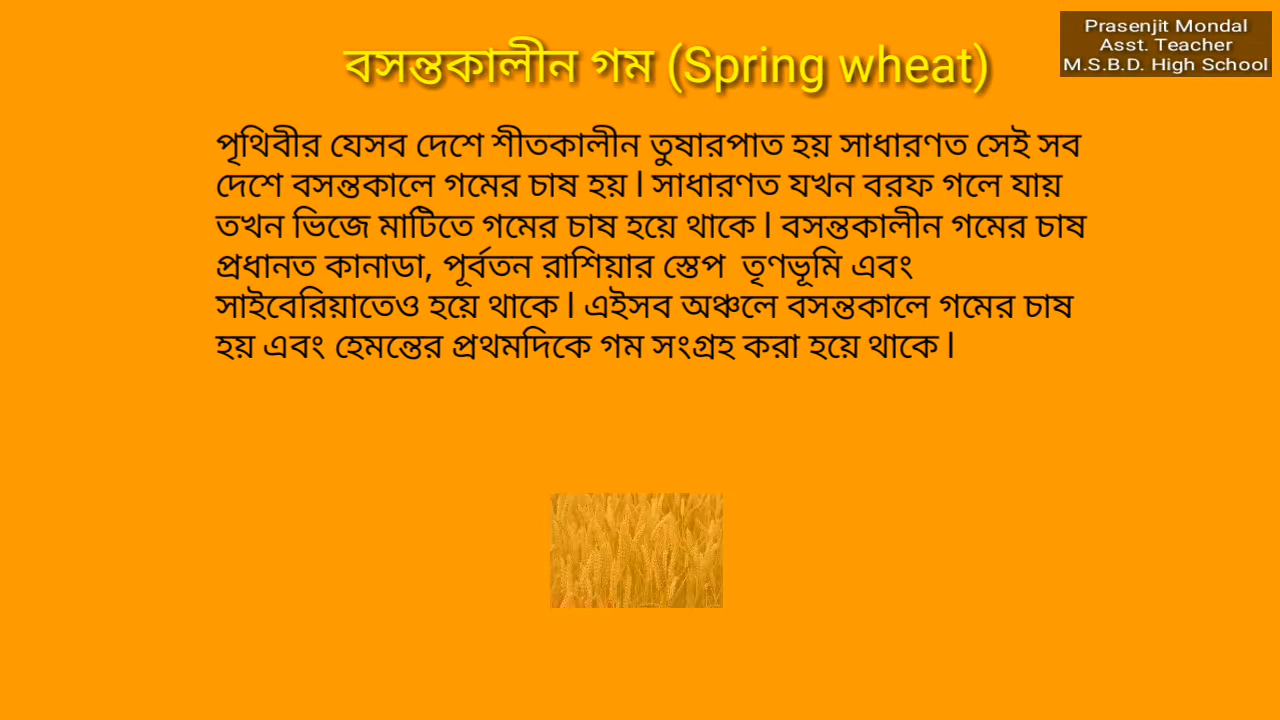 বসন্তকালীন গম (Spring wheat)
Prasenjit Mondal
Asst. Teacher
M.S.B.D. High School
পৃথিবীর যেসব দেশে শীতকালীন তুষারপাত হয় সাধারণত সেই সব
দেশে বসন্তকালে গমের চাষ হয় l সাধারণত যখন বরফ গলে যায়
তখন ভিজে মাটিতে গমের চাষ হয়ে থাকে l বসন্তকালীন গমের চাষ
প্রধানত কানাডা, পূর্বতন রাশিয়ার স্তেপ তৃণভূমি এবং
সাইবেরিয়াতেও হয়ে থাকে l এইসব অঞ্চলে বসন্তকালে গমের চাষ
হয় এবং হেমন্তের প্রথমদিকে গম সংগ্রহ করা হয়ে থাকে l